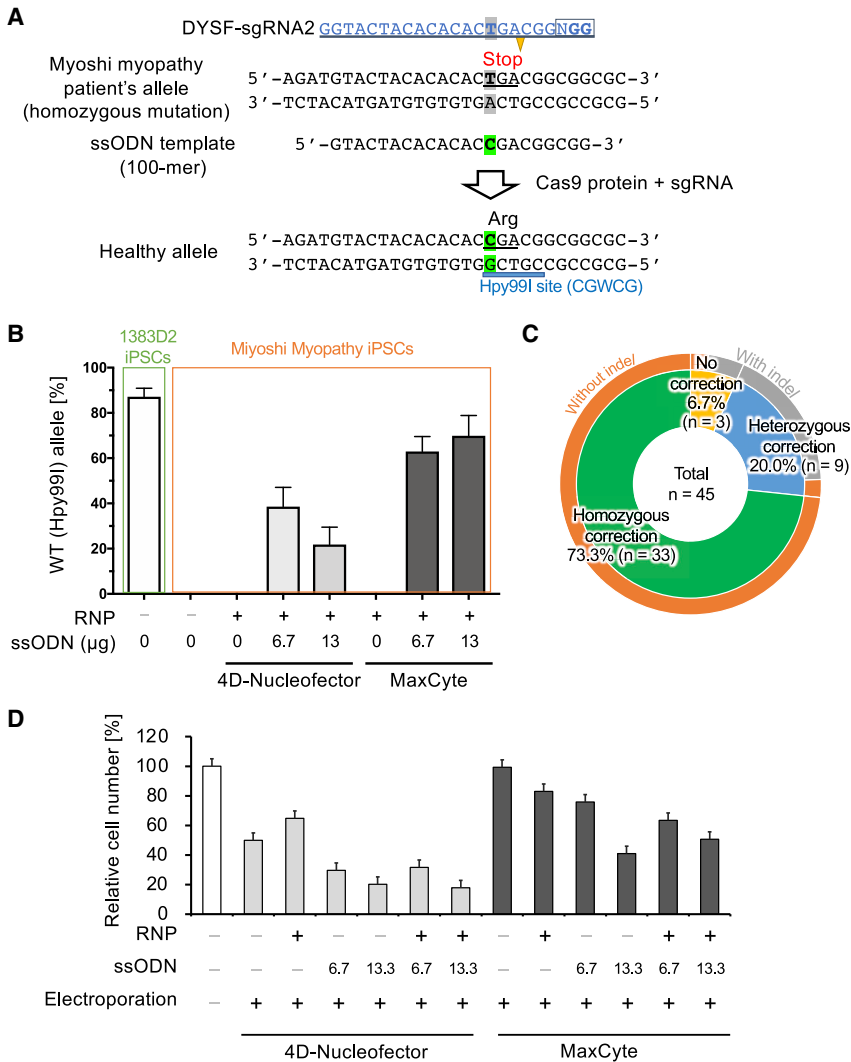 A
DYSF-sgRNA2 GGTACTACACACACTGACGGNGG
Stop
Myoshi myopathy
patient's allele
(homozygous mutation)
5′-AGATGTACTACACACACTGACGGCGGCGC-3′
3′-TCTACATGATGTGTGTGACTGCCGCCGCG-5′
ssODN template
(100-mer)
5′-GTACTACACACACCGACGGCGG-3′
Cas9 protein + sgRNA
Arg
Healthy allele
5′-AGATGTACTACACACACCGACGGCGGCGC-3′
3′-TCTACATGATGTGTGTGGCTGCCGCCGCG-5′
Hpy99I site (CGWCG)
B
1383D2
iPSCs
Miyoshi Myopathy iPSCs
WT (Hpy99I) allele [%]
100
80
60
40
20
0
RNP – – + + + + + +
ssODN (µg) 0 0 0 6.7 13 0 6.7 13
4D-Nucleofector MaxCyte
C
Without indel
With indel
No
correction
6.7%
(n = 3)
Heterozygous
correction
20.0% (n = 9)
Total
n = 45
Homozygous
correction
73.3% (n = 33)
D
Relative cell number [%]
120
100
80
60
40
20
0
RNP – – + – – + + – + – – + +
ssODN – – – 6.7 13.3 6.7 13.3 – – 6.7 13.3 6.7 13.3
Electroporation – + + + + + + + + + + + +
4D-Nucleofector MaxCyte